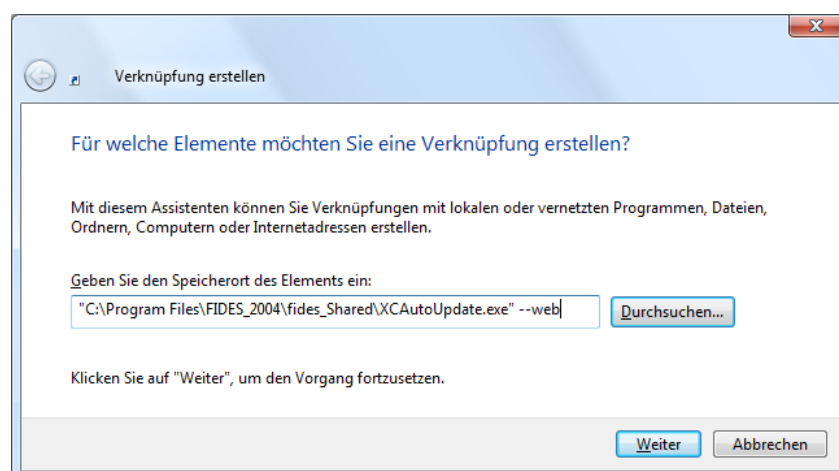 Verknüpfung erstellen
Für welche Elemente möchten Sie eine Verknüpfung erstellen?
Mit diesem Assistenten können Sie Verknüpfungen mit lokalen oder vernetzten Programmen, Dateien,
Ordnern, Computern oder Internetadressen erstellen.
Geben Sie den Speicherort des Elements ein:
"C:\Program Files\FIDES_2004\fides_Shared\XCAutoUpdate.exe" --web
Durchsuchen...
Klicken Sie auf "Weiter", um den Vorgang fortzusetzen.
Weiter
Abbrechen